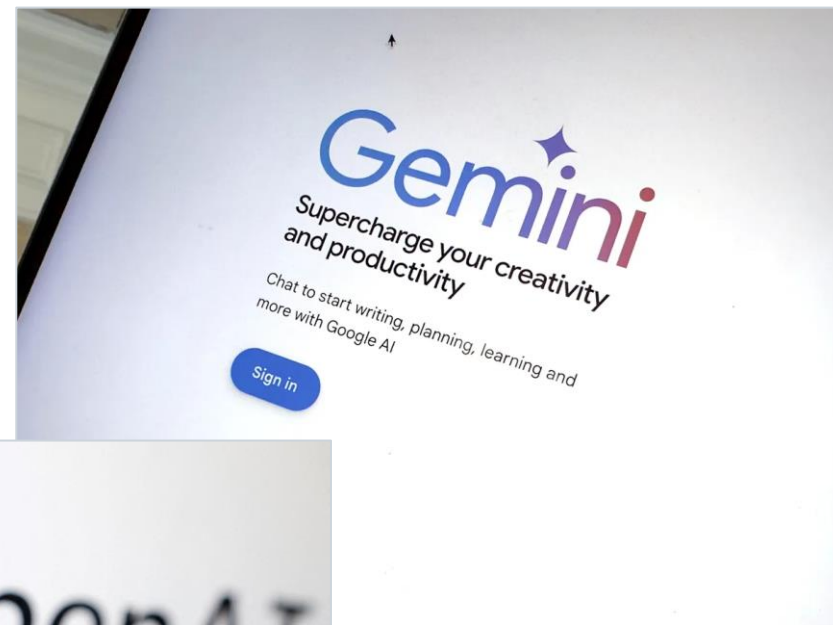 Gemini
Supercharge your creativity
and productivity
Chat to start writing, planning, learning and
more with Google AI
Sign in